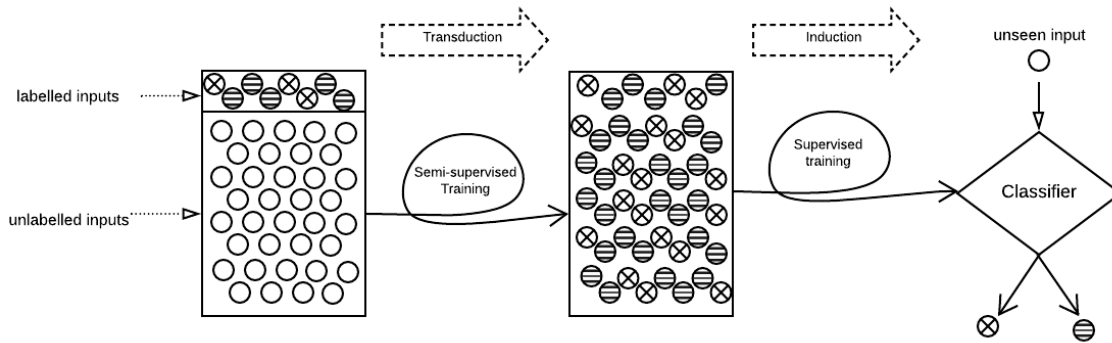 Transduction
Induction
unseen input
labelled inputs
Semi-supervised
Training
Supervised
training
Classifier
unlabelled inputs